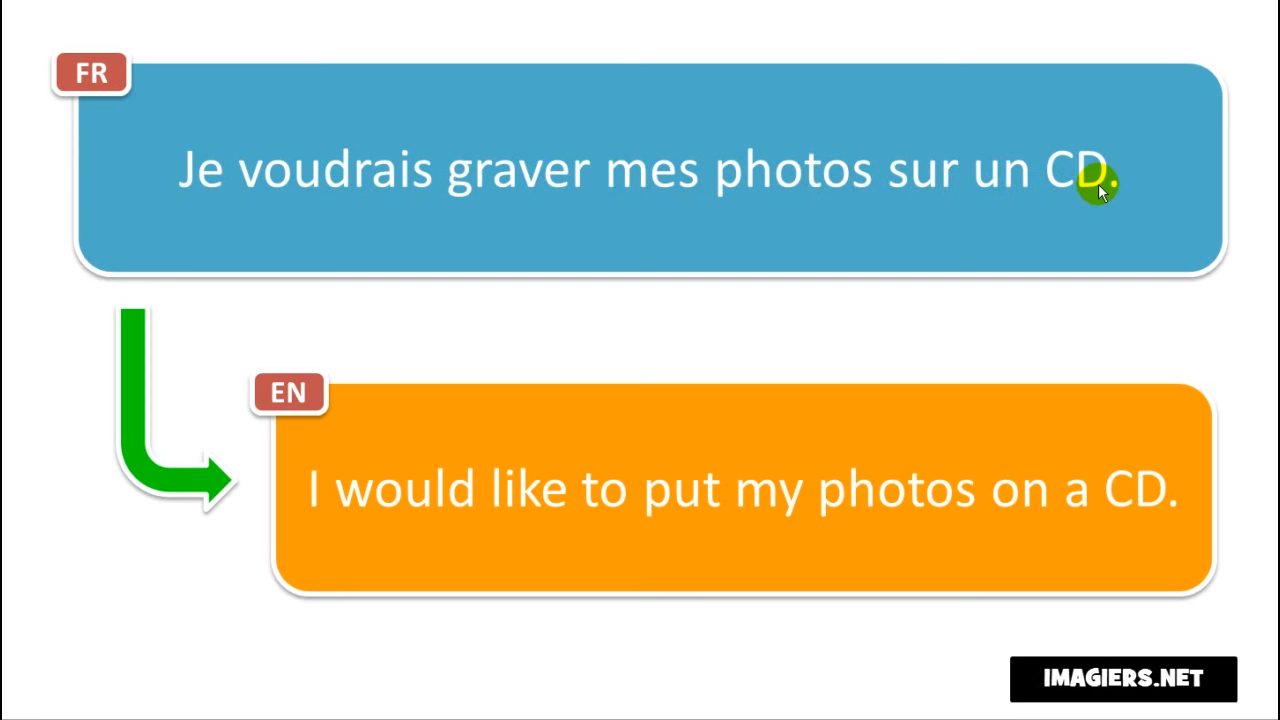 FR
Je voudrais graver mes photos sur un CD.
EN
I would like to put my photos on a CD.
IMAGIERS.NET